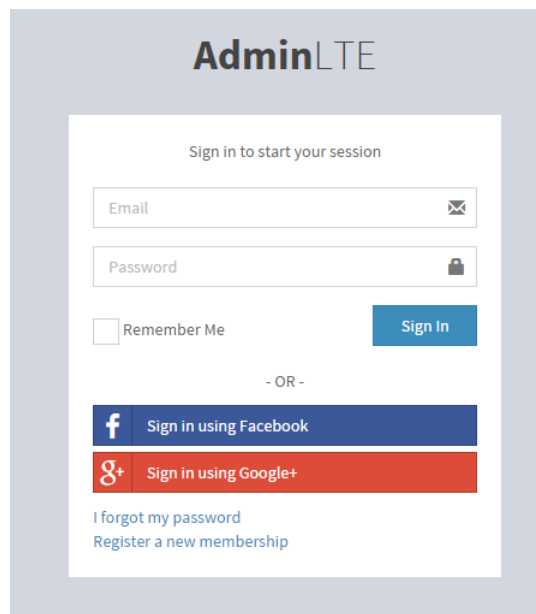 AdminLTE
Sign in to start your session
Email
Password
Remember Me
Sign In
- OR -
f Sign in using Facebook
g+ Sign in using Google+
I forgot my password
Register a new membership